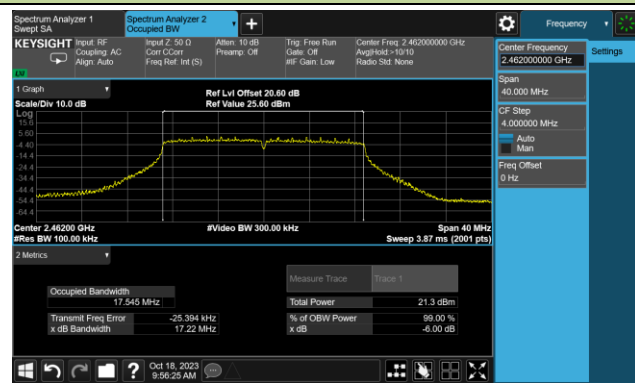 Spectrum Analyzer 1
Swept SA
Spectrum Analyzer 2
Occupied BW
Frequency
KEYSIGHT
Input: RF
Coupling: AC
Align: Auto
Input Z: 50 Ω
Corr CCorr
Freq Ref: Int (S)
Atten: 10 dB
Preamp: Off
Trig: Free Run
Gate: Off
#IF Gain: Low
Center Freq: 2.462000000 GHz
Avg|Hold:>10/10
Radio Std: None
Center Frequency
2.462000000 GHz
Settings
Span
40.000 MHz
CF Step
4.000000 MHz
Auto
Man
Freq Offset
0 Hz
1 Graph
Scale/Div 10.0 dB
Ref Lvl Offset 20.60 dB
Ref Value 25.60 dBm
Log
15.6
5.60
-4.40
-14.4
-24.4
-34.4
-44.4
-54.4
-64.4
Center 2.46200 GHz
#Res BW 100.00 kHz
#Video BW 300.00 kHz
Span 40 MHz
Sweep 3.87 ms (2001 pts)
2 Metrics
Measure Trace
Trace 1
Occupied Bandwidth
17.545 MHz
Total Power
21.3 dBm
Transmit Freq Error
-25.394 kHz
% of OBW Power
99.00 %
x dB Bandwidth
17.22 MHz
x dB
-6.00 dB
Oct 18, 2023
9:56:25 AM